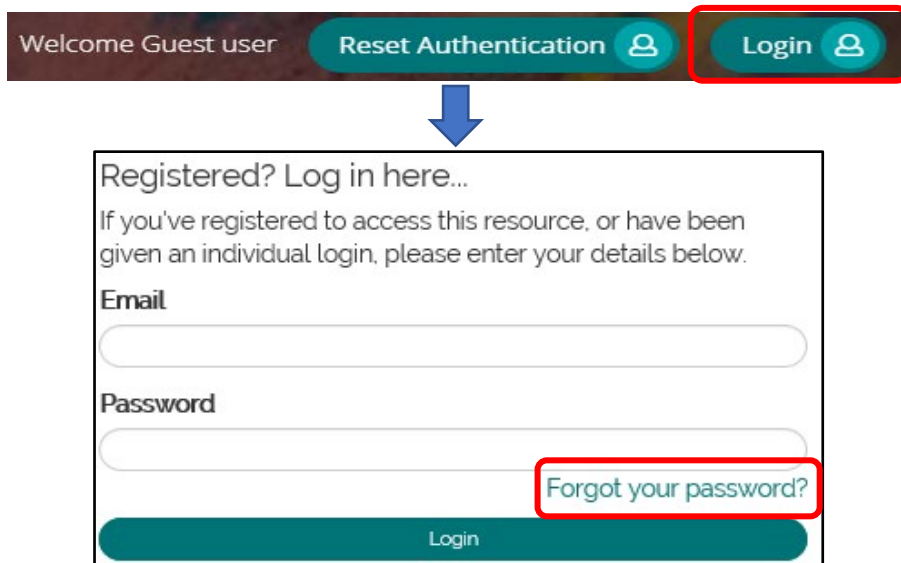 Welcome Guest user Reset Authentication Login
Registered? Log in here...
If you've registered to access this resource, or have been
given an individual login, please enter your details below.
Email
Password
Forgot your password?
Login